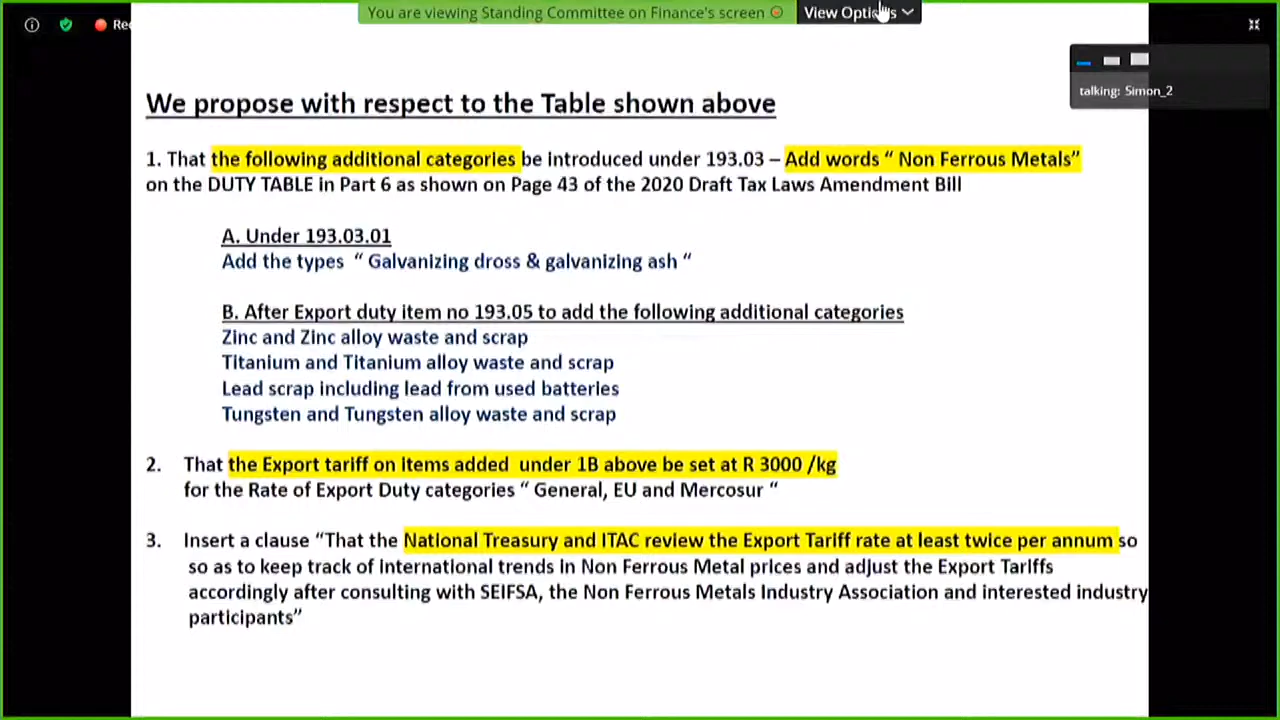 You are viewing Standing Committee on Finance's screen
View Options
Rec
talking: Simon_2
We propose with respect to the Table shown above
1. That the following additional categories be introduced under 193.03 – Add words “ Non Ferrous Metals”
on the DUTY TABLE in Part 6 as shown on Page 43 of the 2020 Draft Tax Laws Amendment Bill
A. Under 193.03.01
Add the types “ Galvanizing dross & galvanizing ash “
B. After Export duty item no 193.05 to add the following additional categories
Zinc and Zinc alloy waste and scrap
Titanium and Titanium alloy waste and scrap
Lead scrap including lead from used batteries
Tungsten and Tungsten alloy waste and scrap
2. That the Export tariff on items added under 1B above be set at R 3000 /kg
for the Rate of Export Duty categories “ General, EU and Mercosur “
3. Insert a clause “That the National Treasury and ITAC review the Export Tariff rate at least twice per annum so
so as to keep track of International trends in Non Ferrous Metal prices and adjust the Export Tariffs
accordingly after consulting with SEIFSA, the Non Ferrous Metals Industry Association and interested industry
participants”